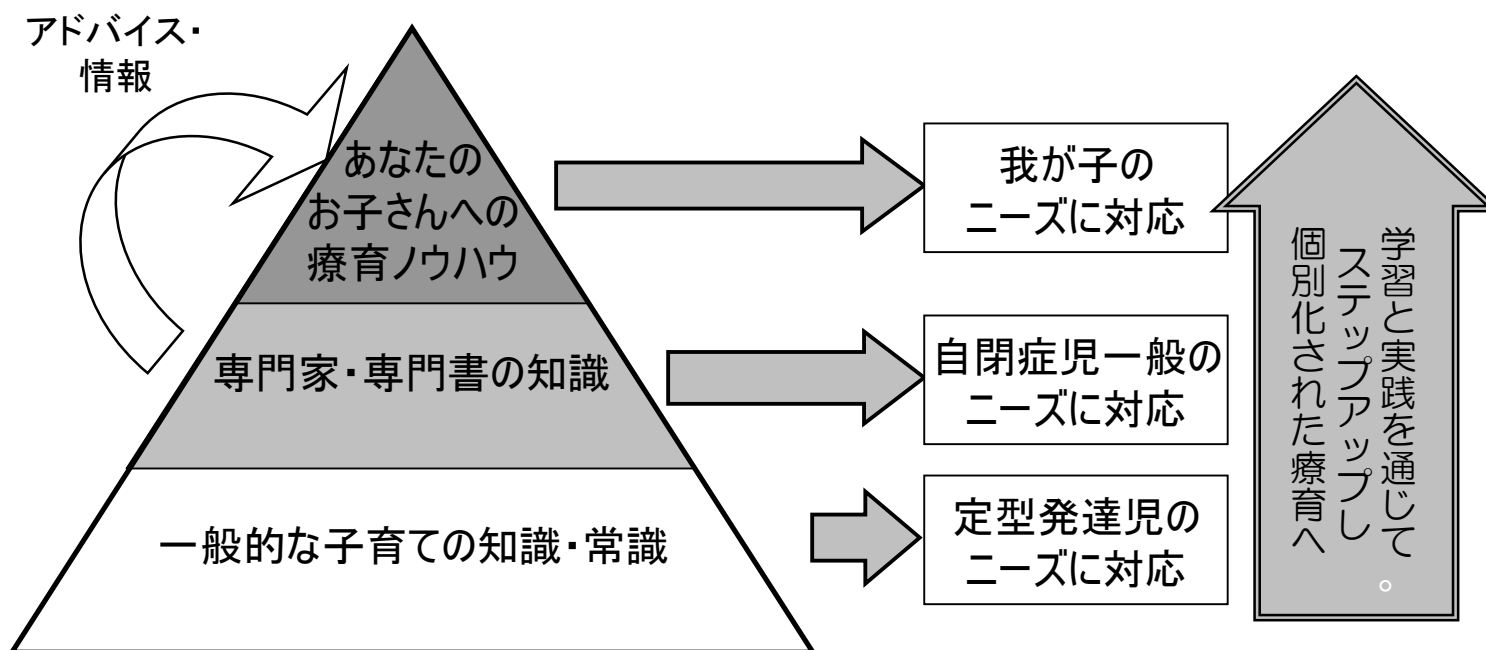 アドバイス・
情報
あなたの
お子さんへの
療育ノウハウ
我が子の
ニーズに対応
専門家・専門書の知識
自閉症児一般の
ニーズに対応
一般的な子育ての知識・常識
定型発達児の
ニーズに対応
学習と実践を通じて
ステップアップし
個別化された療育へ
。